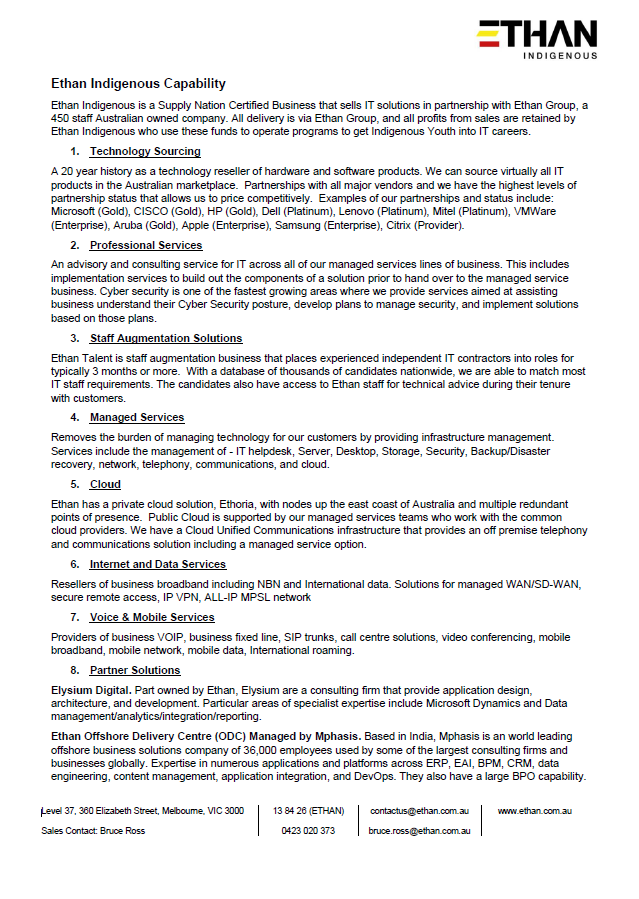 ETHAN
INDIGENOUS
Ethan Indigenous Capability
Ethan Indigenous is a Supply Nation Certified Business that sells IT solutions in partnership with Ethan Group, a
450 staff Australian owned company. All delivery is via Ethan Group, and all profits from sales are retained by
Ethan Indigenous who use these funds to operate programs to get Indigenous Youth into IT careers.
1. Technology Sourcing
A 20 year history as a technology reseller of hardware and software products. We can source virtually all IT
products in the Australian marketplace. Partnerships with all major vendors and we have the highest levels of
partnership status that allows us to price competitively. Examples of our partnerships and status include:
Microsoft (Gold), CISCO (Gold), HP (Gold), Dell (Platinum), Lenovo (Platinum), Mitel (Platinum), VMWare
(Enterprise), Aruba (Gold), Apple (Enterprise), Samsung (Enterprise), Citrix (Provider).
2. Professional Services
An advisory and consulting service for IT across all of our managed services lines of business. This includes
implementation services to build out the components of a solution prior to hand over to the managed service
business. Cyber security is one of the fastest growing areas where we provide services aimed at assisting
business understand their Cyber Security posture, develop plans to manage security, and implement solutions
based on those plans.
3. Staff Augmentation Solutions
Ethan Talent is staff augmentation business that places experienced independent IT contractors into roles for
typically 3 months or more. With a database of thousands of candidates nationwide, we are able to match most
IT staff requirements. The candidates also have access to Ethan staff for technical advice during their tenure
with customers.
4. Managed Services
Removes the burden of managing technology for our customers by providing infrastructure management.
Services include the management of - IT helpdesk, Server, Desktop, Storage, Security, Backup/Disaster
recovery, network, telephony, communications, and cloud.
5. Cloud
Ethan has a private cloud solution, Ethoria, with nodes up the east coast of Australia and multiple redundant
points of presence. Public Cloud is supported by our managed services teams who work with the common
cloud providers. We have a Cloud Unified Communications infrastructure that provides an off premise telephony
and communications solution including a managed service option.
6. Internet and Data Services
Resellers of business broadband including NBN and International data. Solutions for managed WAN/SD-WAN,
secure remote access, IP VPN, ALL-IP MPSL network
7. Voice & Mobile Services
Providers of business VOIP, business fixed line, SIP trunks, call centre solutions, video conferencing, mobile
broadband, mobile network, mobile data, International roaming.
8. Partner Solutions
Elysium Digital. Part owned by Ethan, Elysium are a consulting firm that provide application design,
architecture, and development. Particular areas of specialist expertise include Microsoft Dynamics and Data
management/analytics/integration/reporting.
Ethan Offshore Delivery Centre (ODC) Managed by Mphasis. Based in India, Mphasis is an world leading
offshore business solutions company of 36,000 employees used by some of the largest consulting firms and
businesses globally. Expertise in numerous applications and platforms across ERP, EAI, BPM, CRM, data
engineering, content management, application integration, and DevOps. They also have a large BPO capability.
Level 37, 360 Elizabeth Street, Melbourne, VIC 3000 13 84 26 (ETHAN) contactus@ethan.com.au www.ethan.com.au
Sales Contact: Bruce Ross 0423 020 373 bruce.ross@ethan.com.au